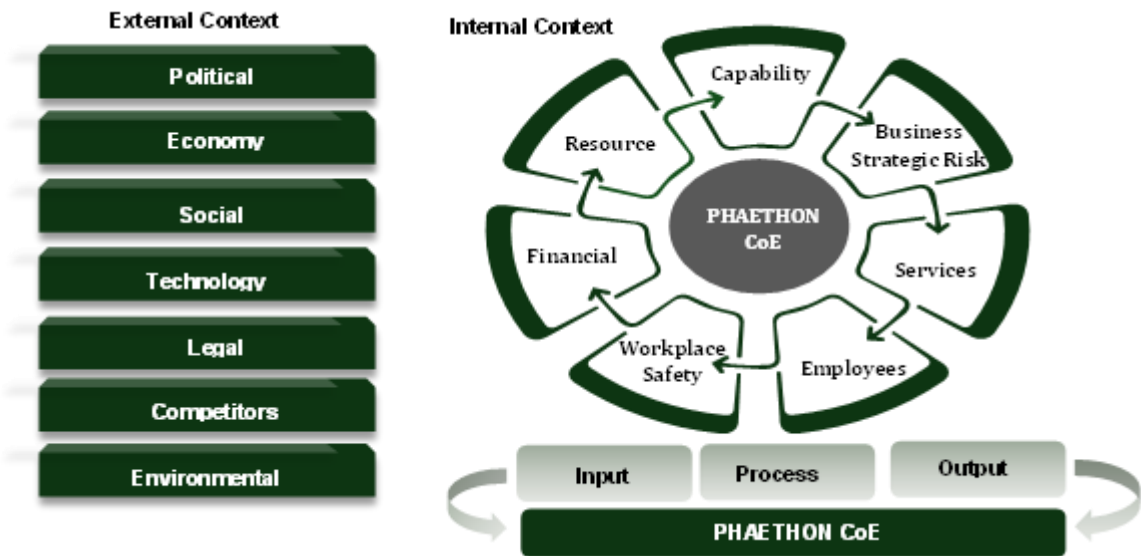 External Context
Political
Economy
Social
Technology
Legal
Competitors
Environmental
Internal Context
Capability
Business
Strategic Risk
Services
Employees
Workplace
Safety
Financial
Resource
PHAETHON
CoE
Input
Process
Output
PHAETHON CoE